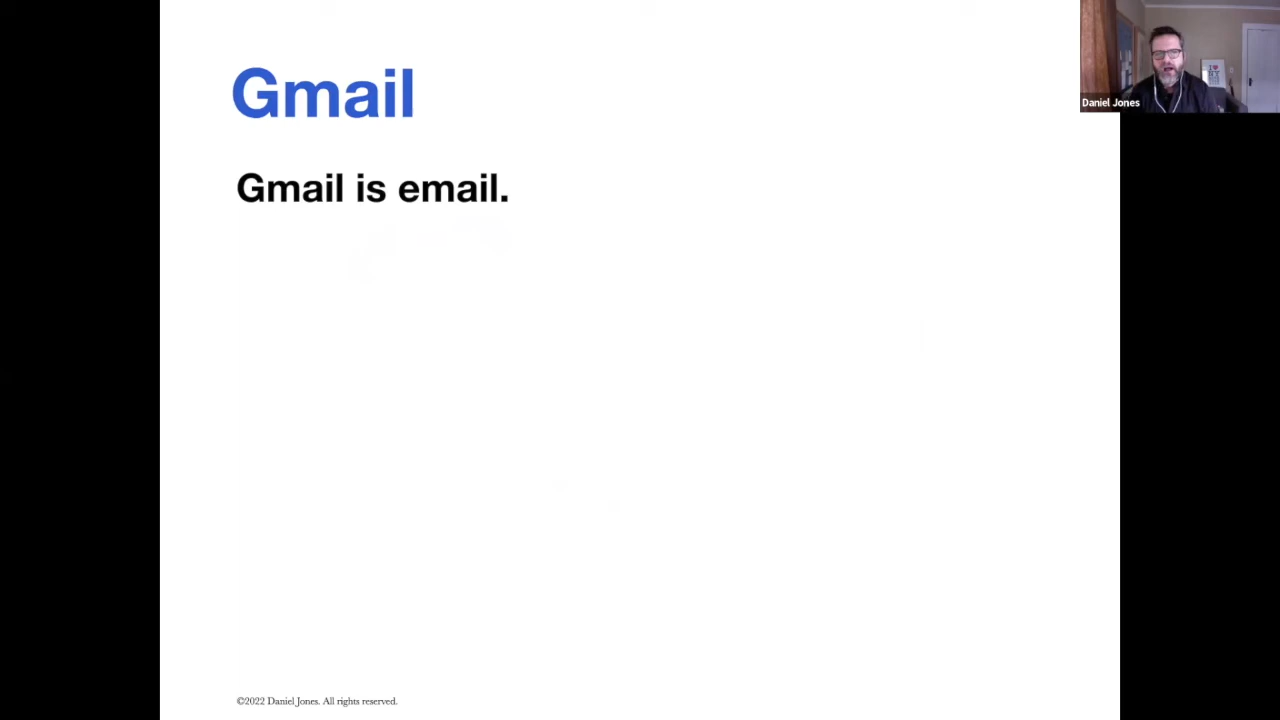 Gmail
Daniel Jones
Gmail is email.
©2022 Daniel Jones. All rights reserved.